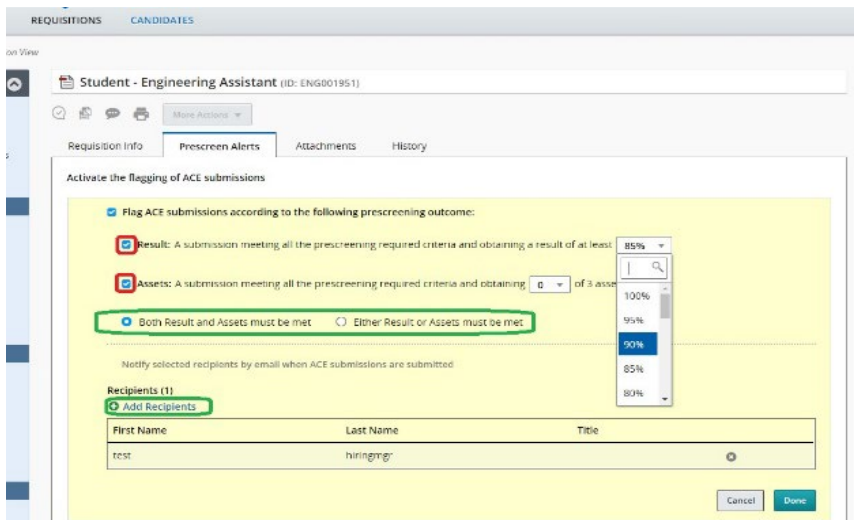 REQUISITIONS CANDIDATES
on View
Student - Engineering Assistant (ID: ENG001951)
More Actions
Requisition Info Prescreen Alerts Attachments History
s
Activate the flagging of ACE submissions
Flag ACE submissions according to the following prescreening outcome:
Result: A submission meeting all the prescreening required criteria and obtaining a result of at least 85%
Assets: A submission meeting all the prescreening required criteria and obtaining 0 of 3 asse
100%
95%
90%
85%
80%
Both Result and Assets must be met Either Result or Assets must be met
Notify selected recipients by email when ACE submissions are submitted
Recipients (1)
Add Recipients
First Name Last Name Title
test hiringmgr
Cancel Done